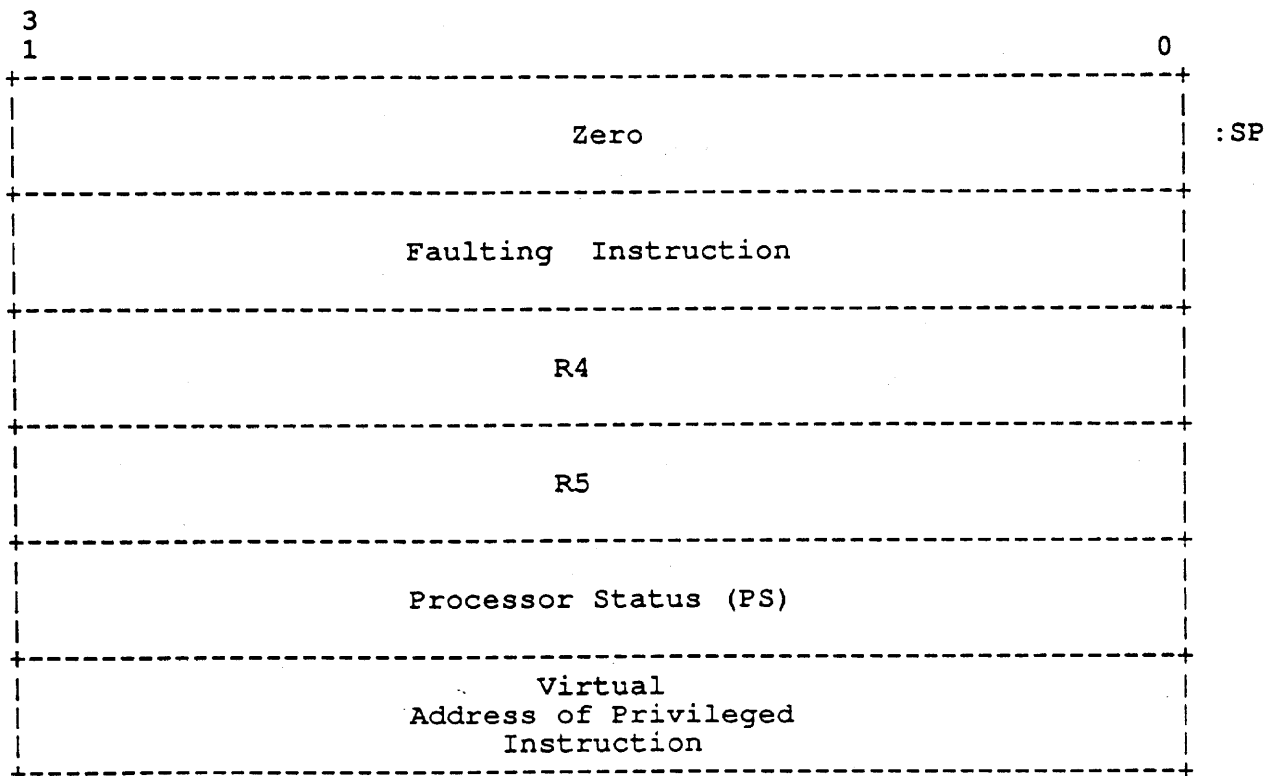 3
1 0
+---------------------------------------------------------------------+
| Zero | :SP
+---------------------------------------------------------------------+
| Faulting Instruction |
+---------------------------------------------------------------------+
| R4 |
+---------------------------------------------------------------------+
| R5 |
+---------------------------------------------------------------------+
| Processor Status (PS) |
+---------------------------------------------------------------------+
| Virtual
Address of Privileged
Instruction |
+---------------------------------------------------------------------+